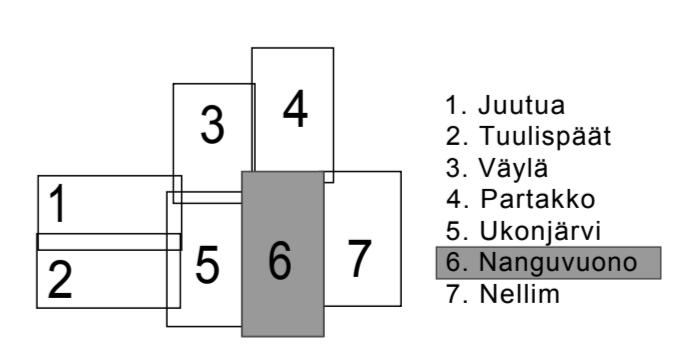 4
3
1
2
5
6
7
1. Juutua
2. Tuulispäät
3. Väylä
4. Partakko
5. Ukonjärvi
6. Nanguvuono
7. Nellim